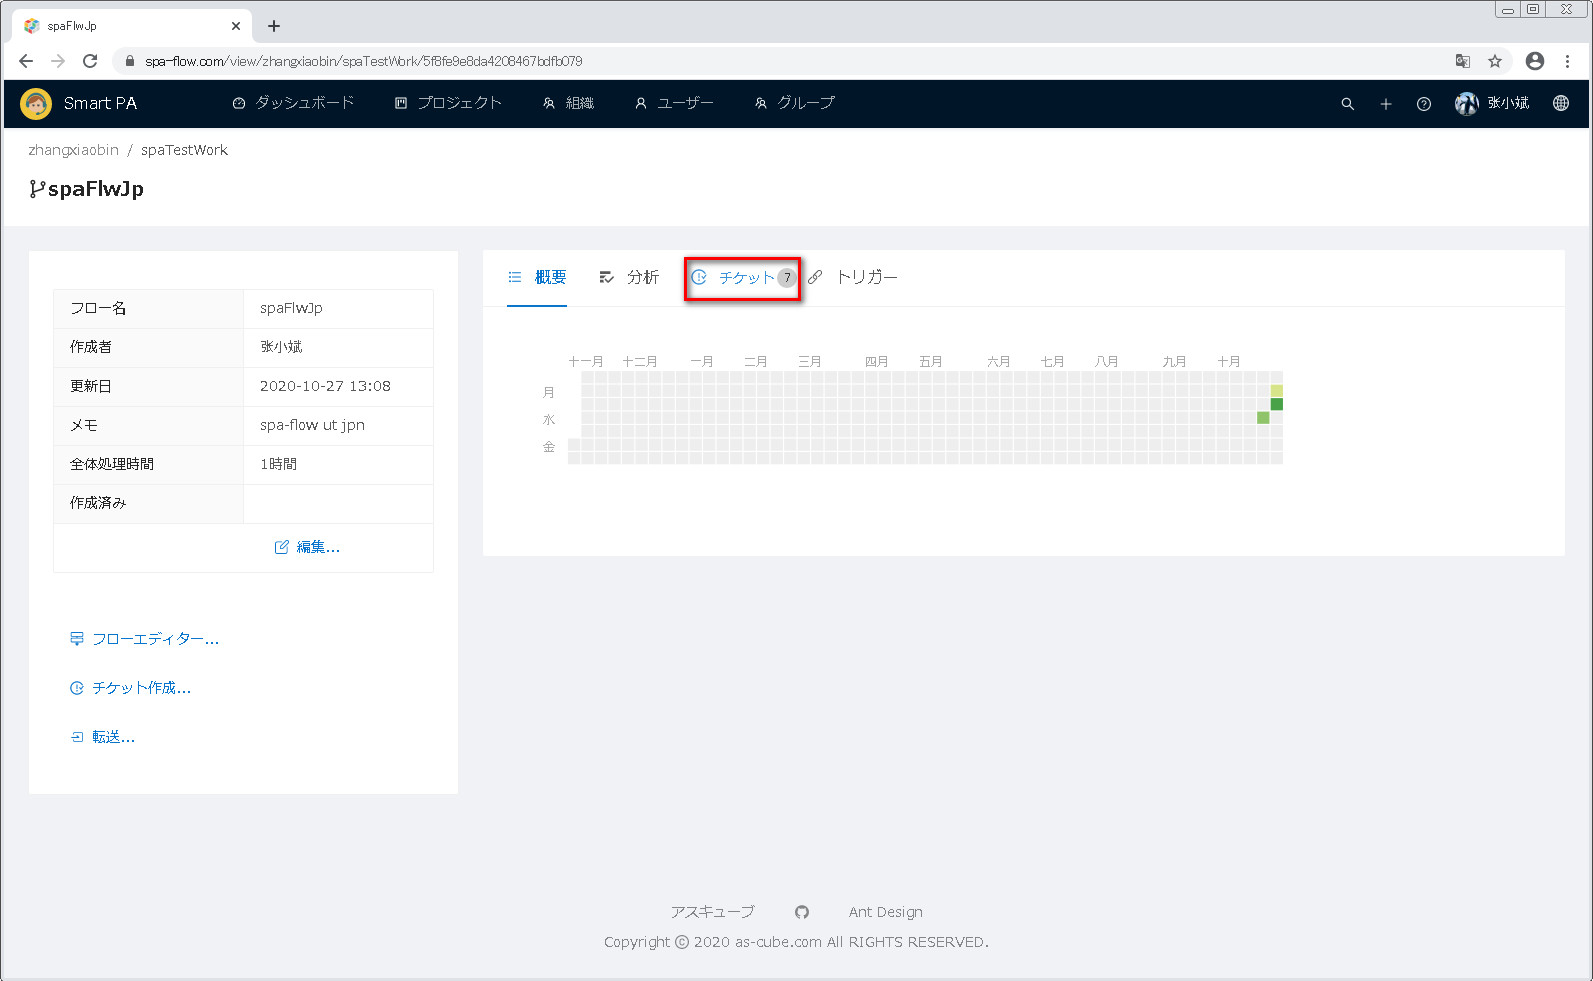 spaFlwJp
spa-flow.com/view/zhangxiaobin/spaTestWork/5f8fe9e8da4208467bdfb079
Smart PA ダッシュボード プロジェクト 組織 ユーザー グループ 张小斌
zhangxiaobin / spaTestWork
spaFlwJp
概要 分析 チケット 7 トリガー
フロー名 spaFlwJp
作成者 张小斌
更新日 2020-10-27 13:08
メモ spa-flow ut jpn
全体処理時間 1時間
作成済み
編集...
フローエディター...
チケット作成...
転送...
十一月 十二月 一月 二月 三月 四月 五月 六月 七月 八月 九月 十月
月
水
金
アスキューブ Ant Design
Copyright © 2020 as-cube.com All RIGHTS RESERVED.